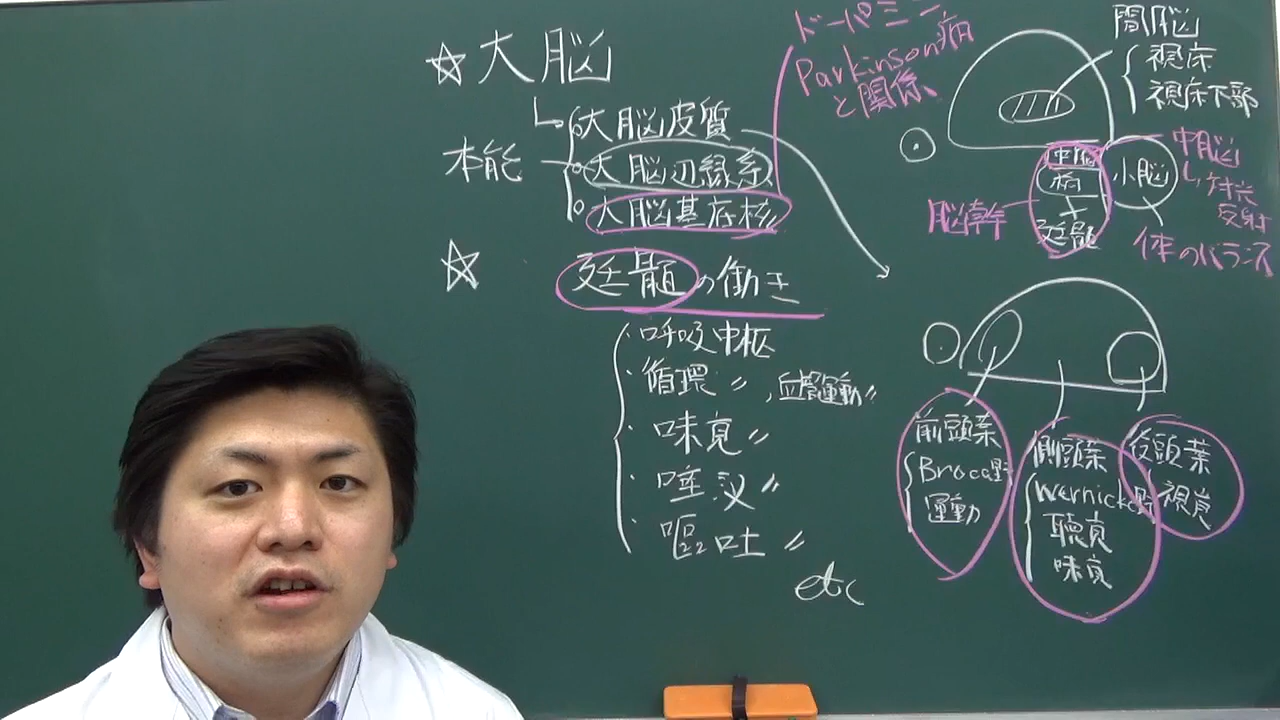 ☆大脳
大脳皮質
本能 大脳辺縁系
大脳基底核
ドーパミン
Parkinson病
と関係、
☆ 延髄の働き
・呼吸中枢
・循環〃, 血管運動〃
・味覚〃
・唾液〃
・嘔吐〃
etc
間脳
視床
視床下部
中脳
橋
延髄
脳幹
小脳
中脳
対光
反射
体のバランス
前頭葉
Broca野
運動
側頭葉
Wernicke野
聴覚
味覚
後頭葉
視覚